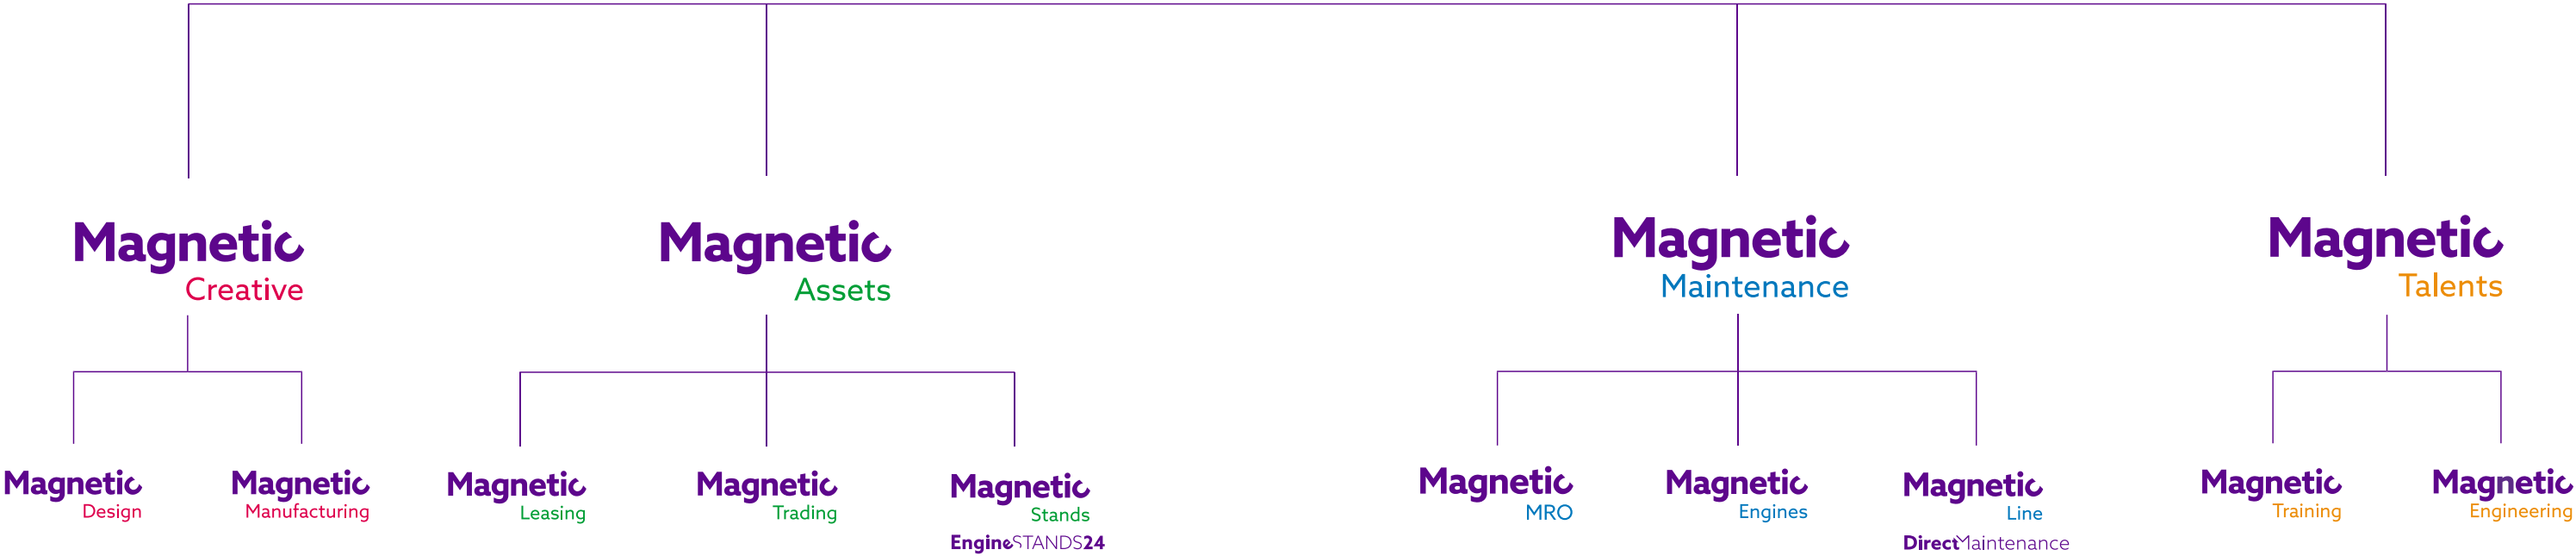 Magnetic
Creative
Magnetic
Assets
Magnetic
Maintenance
Magnetic
Talents
Magnetic
Design
Magnetic
Manufacturing
Magnetic
Leasing
Magnetic
Trading
Magnetic
Stands
EngineSTANDS24
Magnetic
MRO
Magnetic
Engines
Magnetic
Line
DirectMaintenance
Magnetic
Training
Magnetic
Engineering